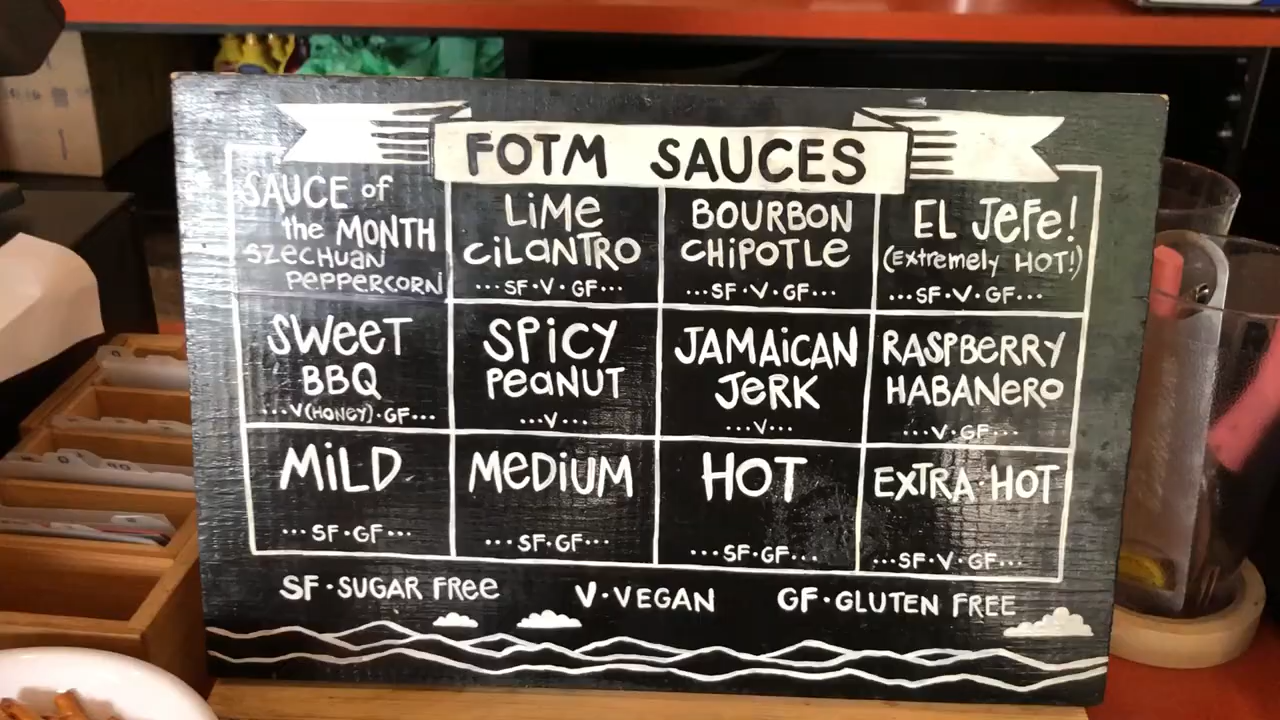 FOTM SAUCES
SAUCE of
the MONTH
SZECHUAN
PEPPERCORN
LiMe
CiLANTRO
...SF·V·GF...
BOURBON
CHiPOTLe
...SF·V·GF...
EL JeFe!
(Extremely HOT!)
...SF·V·GF...
SWeeT
BBQ
...V(HONEY)·GF...
SPiCY
PeaNUT
...V...
JAMAiCAN
JeRK
...V...
RASPBeRRY
HABANeRO
...V·GF...
MiLD
...SF·GF...
MeDIUM
...SF·GF...
HOT
...SF·GF...
EXTRA·HOT
...SF·V·GF...
SF·SUGAR FRee
V·VEGAN
GF·GLUTEN FREE